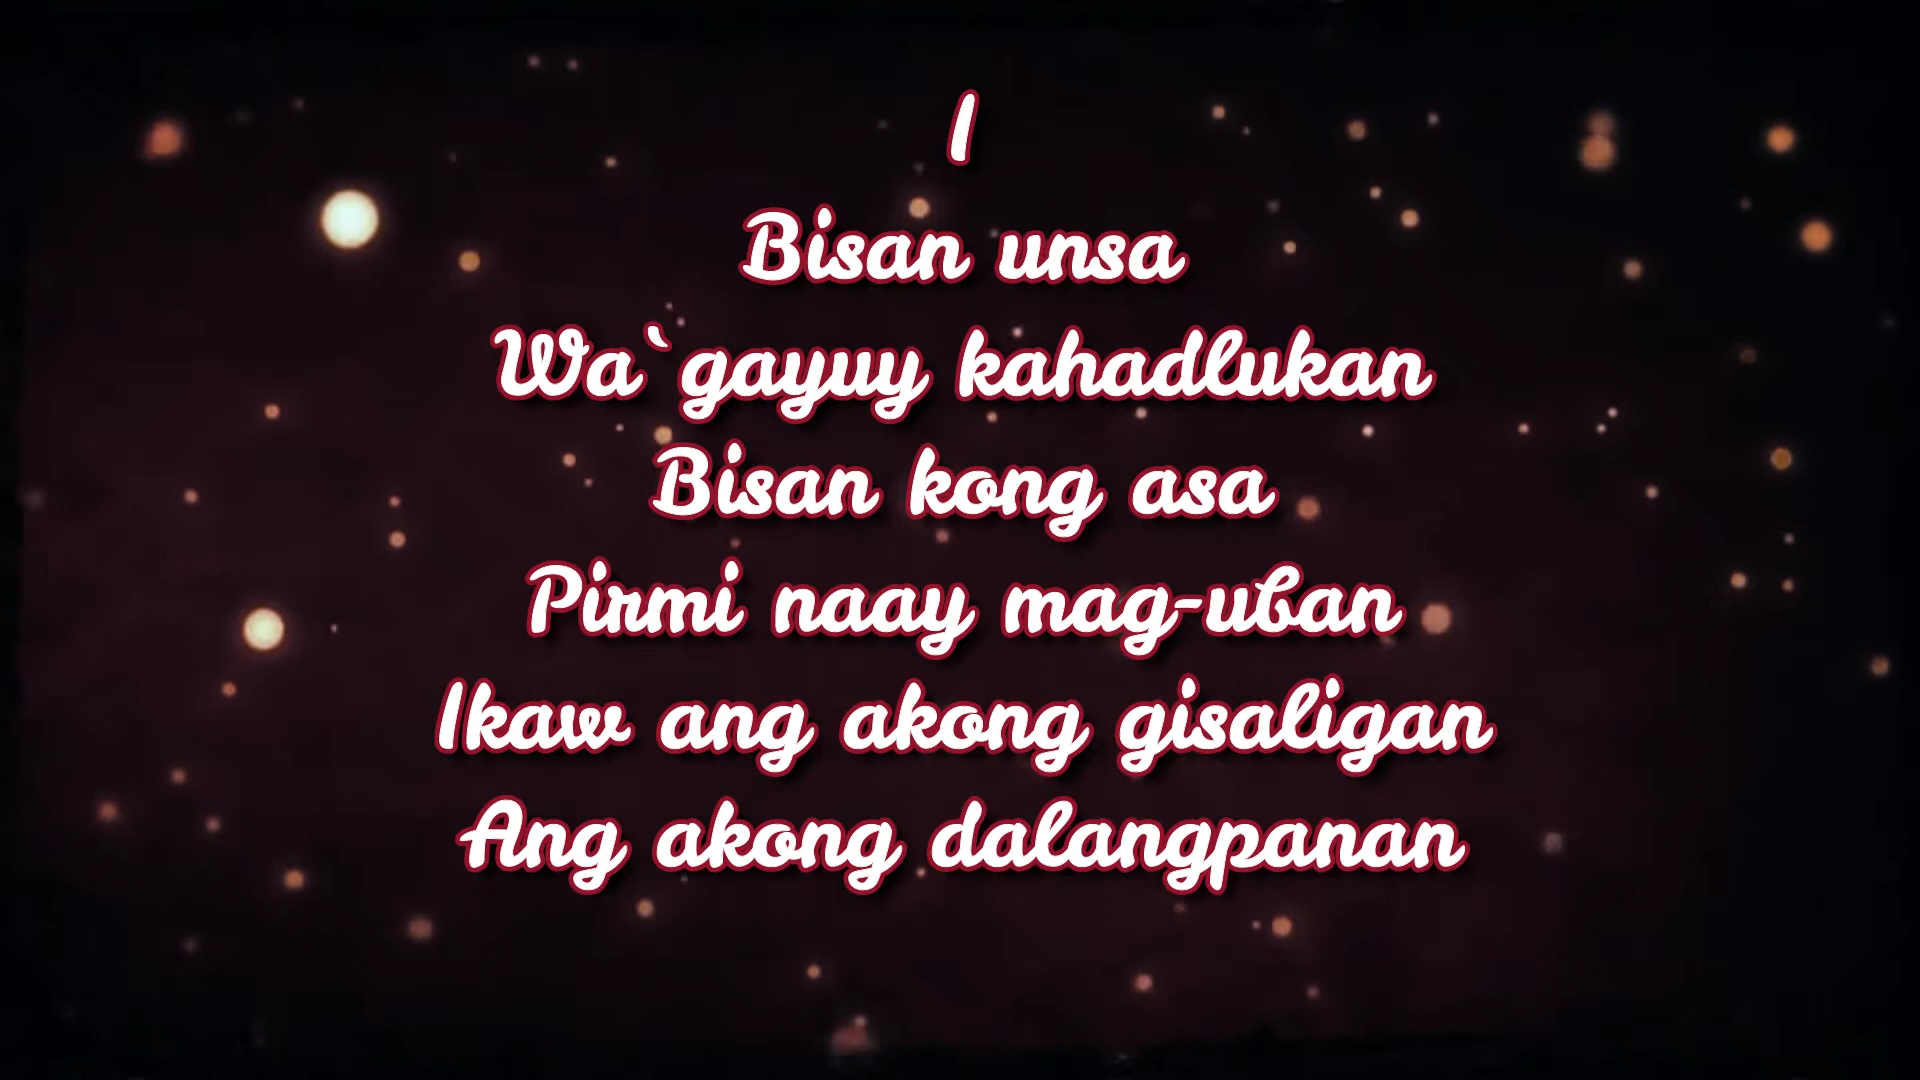 I
Bisan unsa
Wa`gayuy kahadlukan
Bisan kong asa
Pirmi naay mag-uban
Ikaw ang akong gisaligan
Ang akong dalangpanan